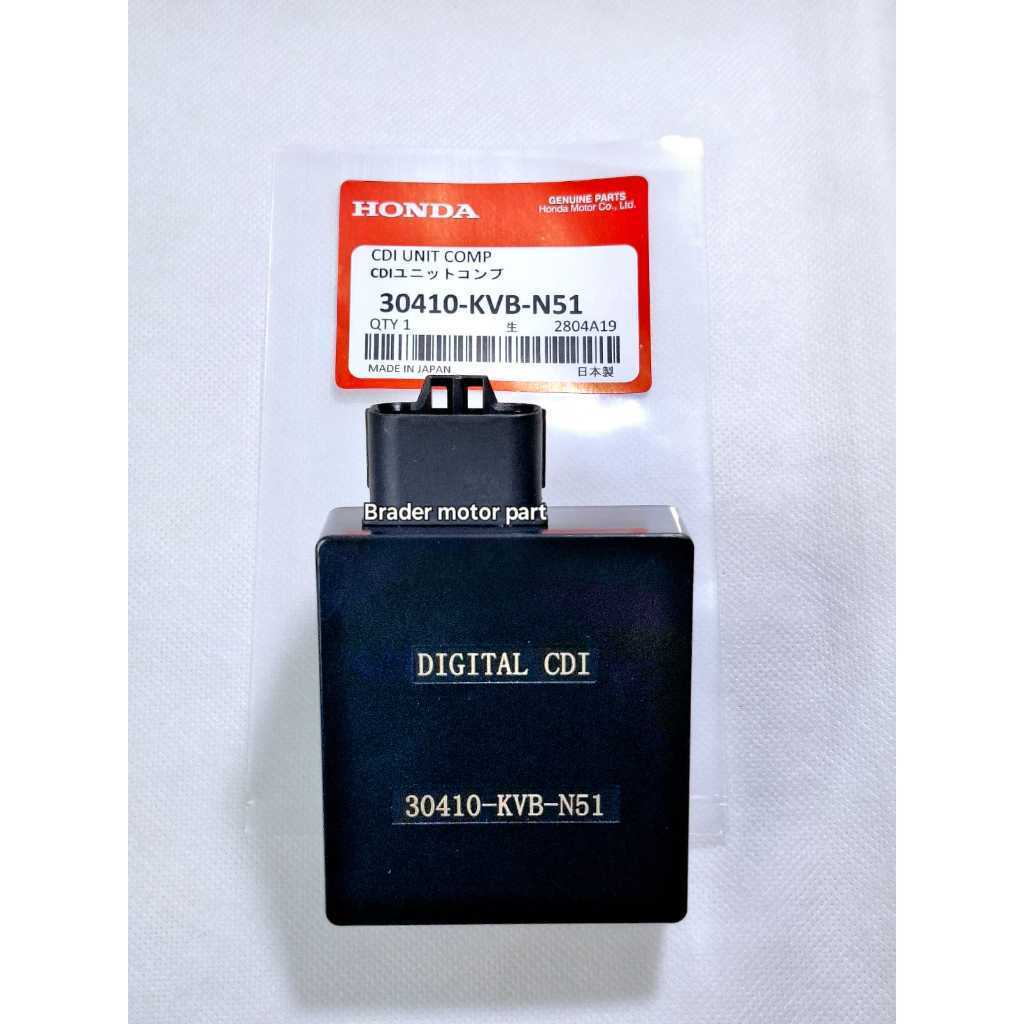 HONDA
GENUINE PARTS
Honda Motor Co., Ltd.
CDI UNIT COMP
CDIユニットコンプ
30410-KVB-N51
QTY 1 生 2804A19
MADE IN JAPAN 日本製
Brader motor part
DIGITAL CDI
30410-KVB-N51